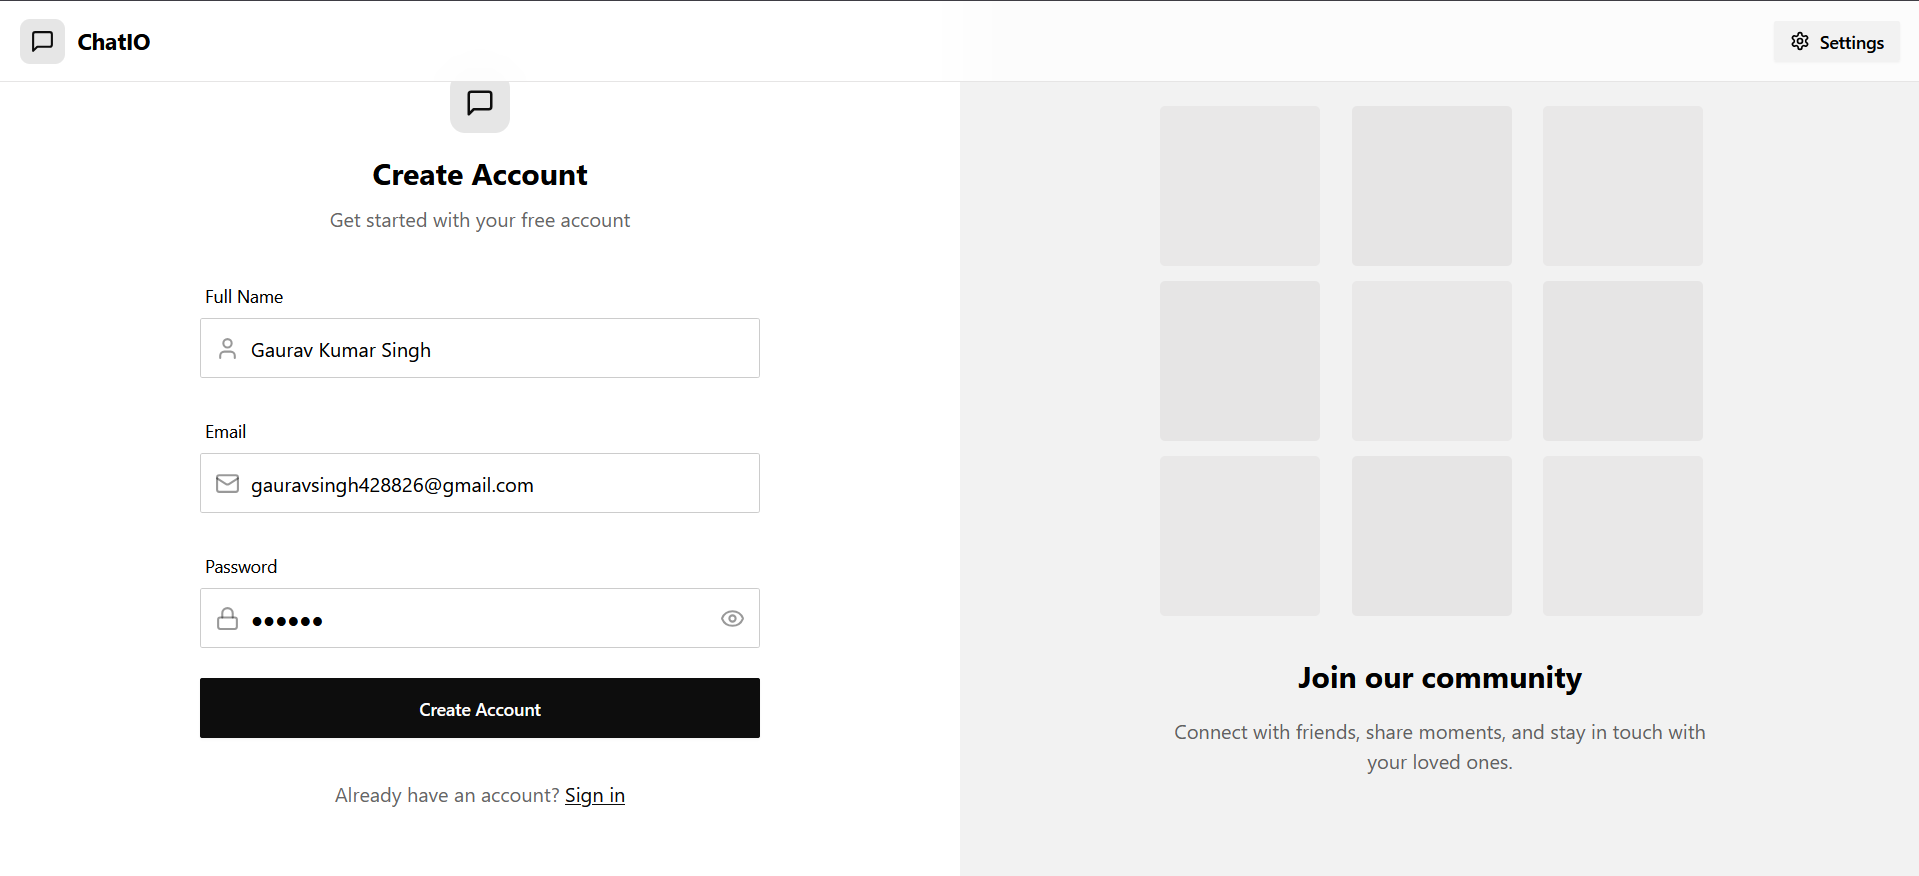 ChatIO
Settings
Create Account
Get started with your free account
Full Name
Gaurav Kumar Singh
Email
gauravsingh428826@gmail.com
Password
••••••
Create Account
Already have an account? Sign in
Join our community
Connect with friends, share moments, and stay in touch with
your loved ones.